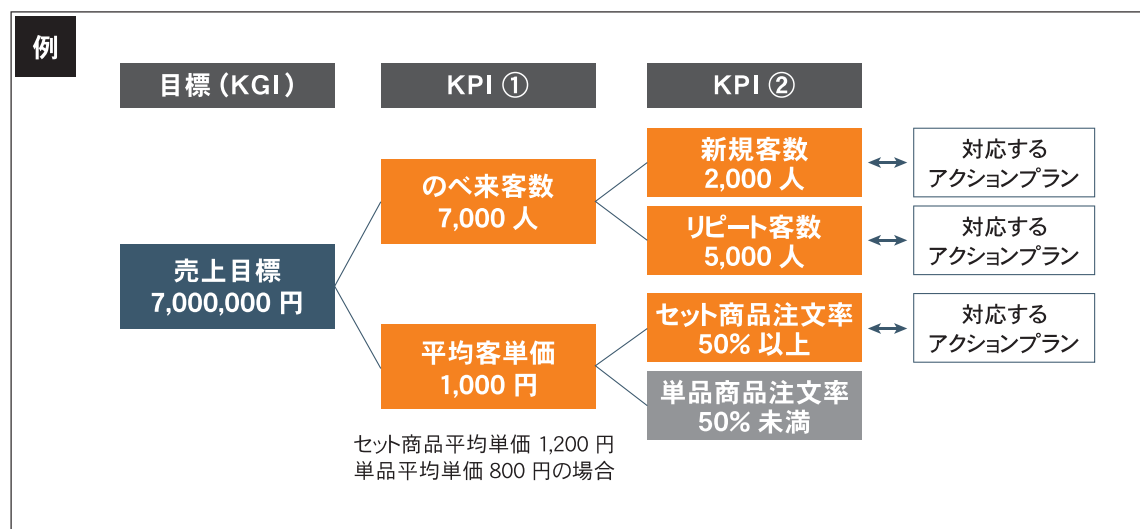 例
目標（KGI）
KPI ①
KPI ②
売上目標
7,000,000 円
のべ来客数
7,000 人
平均客単価
1,000 円
セット商品平均単価 1,200 円
単品平均単価 800 円の場合
新規客数
2,000 人
対応する
アクションプラン
リピート客数
5,000 人
対応する
アクションプラン
セット商品注文率
50% 以上
対応する
アクションプラン
単品商品注文率
50% 未満